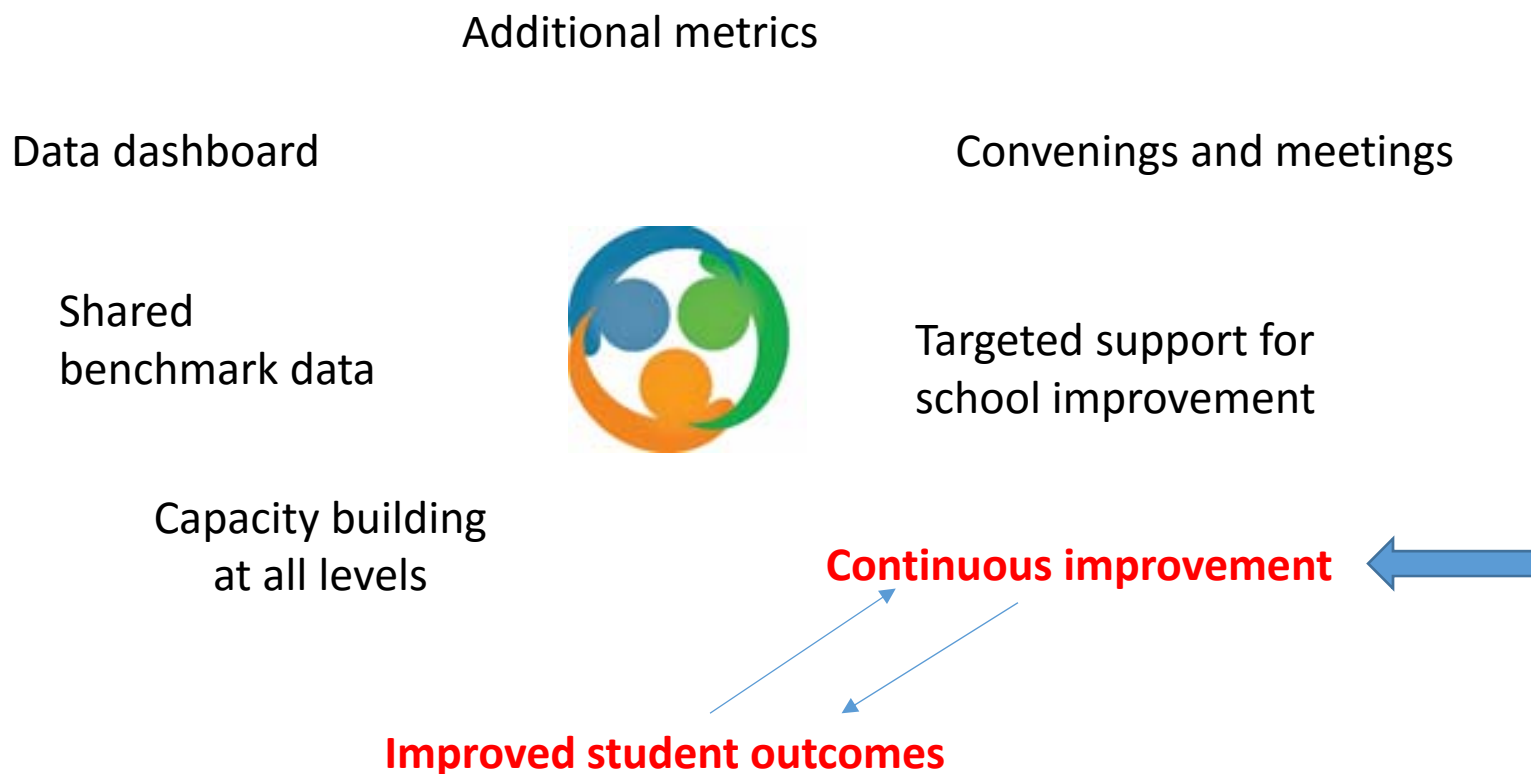 Additional metrics
Data dashboard
Convenings and meetings
Shared
benchmark data
Targeted support for
school improvement
Capacity building
at all levels
Continuous improvement
Improved student outcomes